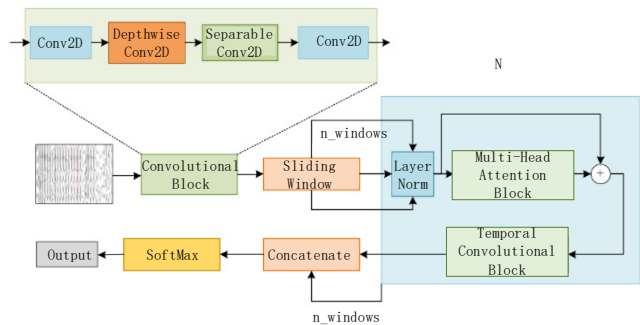 Conv2D
Depthwise
Conv2D
Separable
Conv2D
Conv2D
N
n_windows
Convolutional
Block
Sliding
Window
Layer
Norm
Multi-Head
Attention
Block
+
Output
SoftMax
Concatenate
Temporal
Convolutional
Block
n_windows